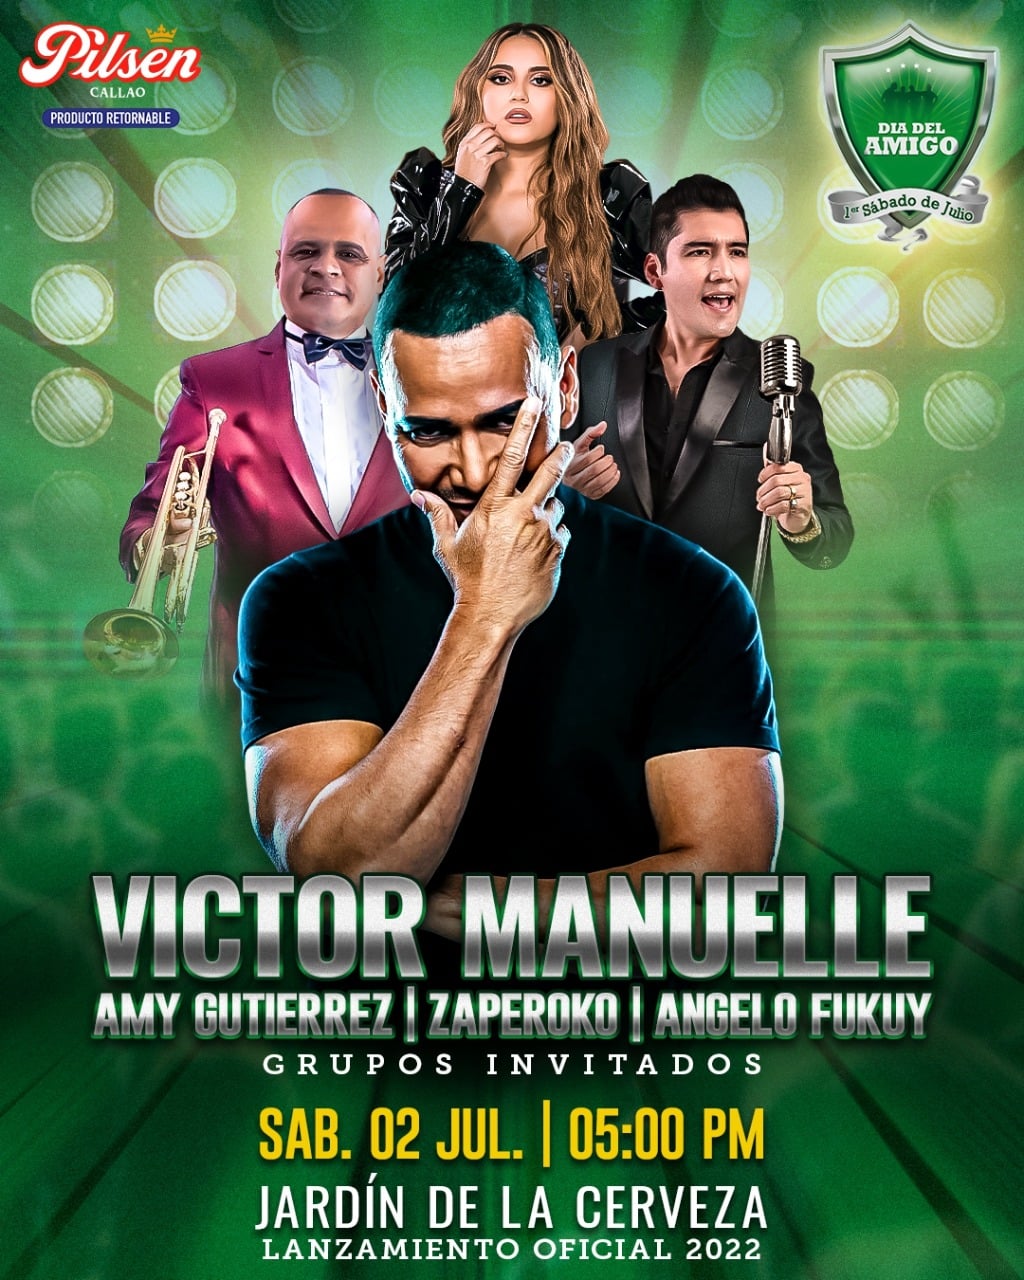 Pilsen
CALLAO
PRODUCTO RETORNABLE
DIA DEL
AMIGO
1er Sábado de Julio
VICTOR MANUELLE
AMY GUTIERREZ | ZAPEROKO | ANGELO FUKUY
GRUPOS INVITADOS
SAB. 02 JUL. | 05:00 PM
JARDÍN DE LA CERVEZA
LANZAMIENTO OFICIAL 2022